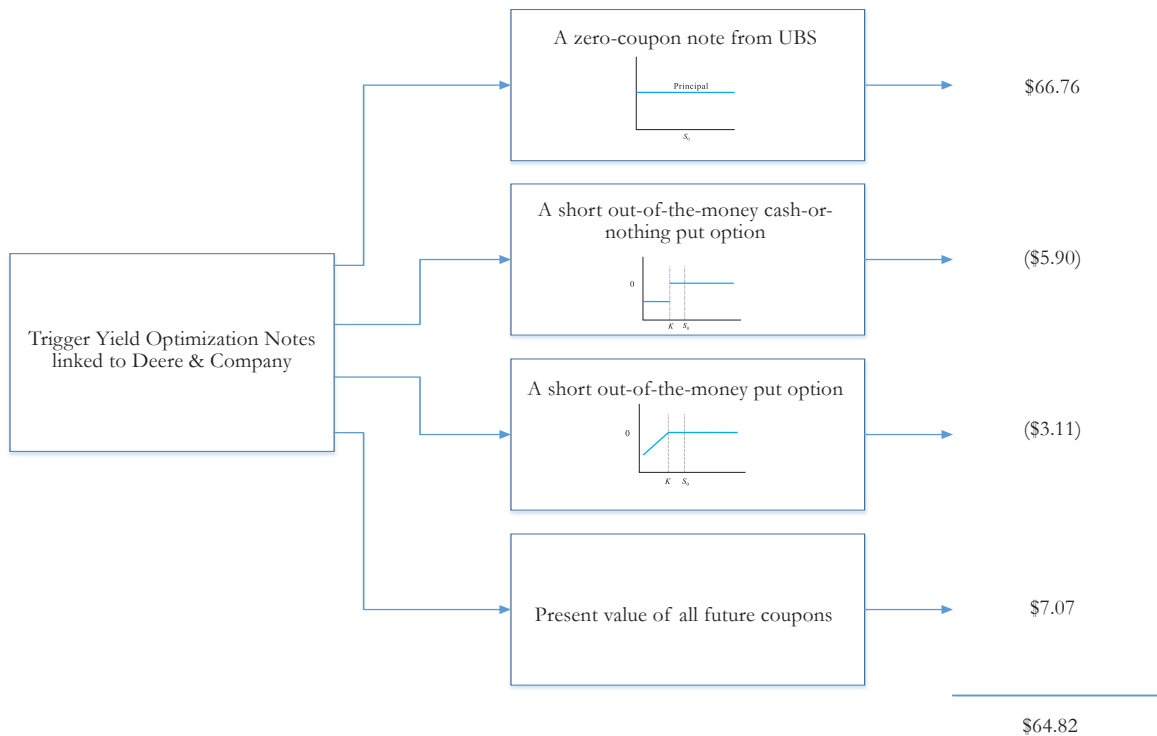 A zero-coupon note from UBS
Principal
S₀
$66.76
A short out-of-the-money cash-or-
nothing put option
0
K S₀
($5.90)
Trigger Yield Optimization Notes
linked to Deere & Company
A short out-of-the-money put option
0
K S₀
($3.11)
Present value of all future coupons
$7.07
$64.82